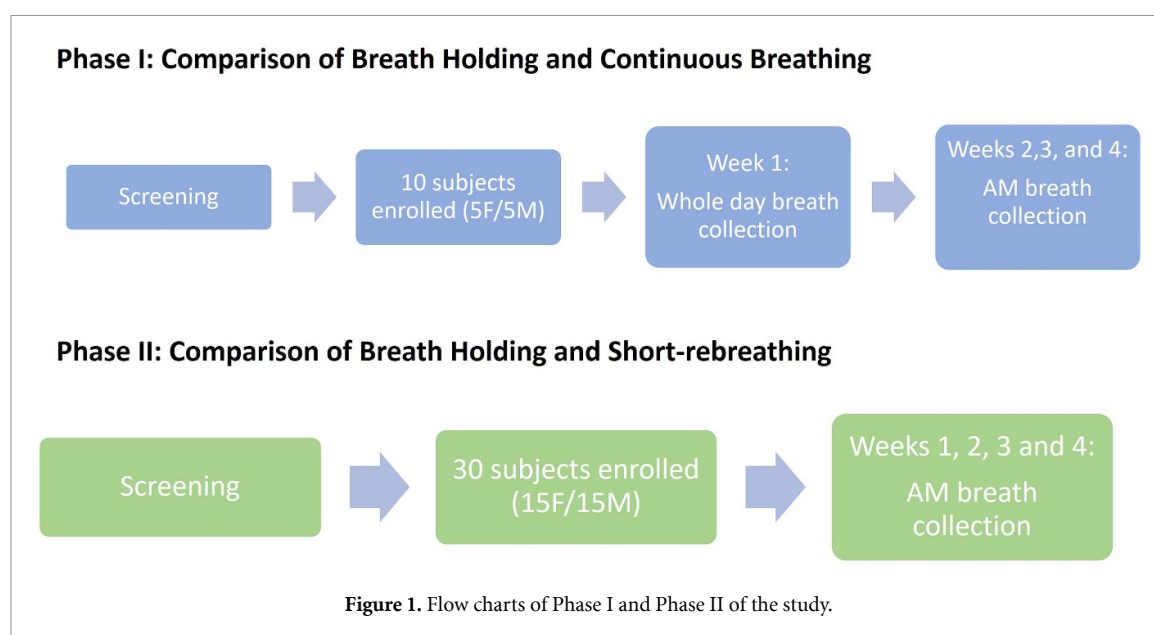 Phase I: Comparison of Breath Holding and Continuous Breathing
Screening
10 subjects
enrolled (5F/5M)
Week 1:
Whole day breath
collection
Weeks 2,3, and 4:
AM breath
collection
Phase II: Comparison of Breath Holding and Short-rebreathing
Screening
30 subjects enrolled
(15F/15M)
Weeks 1, 2, 3 and 4:
AM breath
collection
Figure 1. Flow charts of Phase I and Phase II of the study.